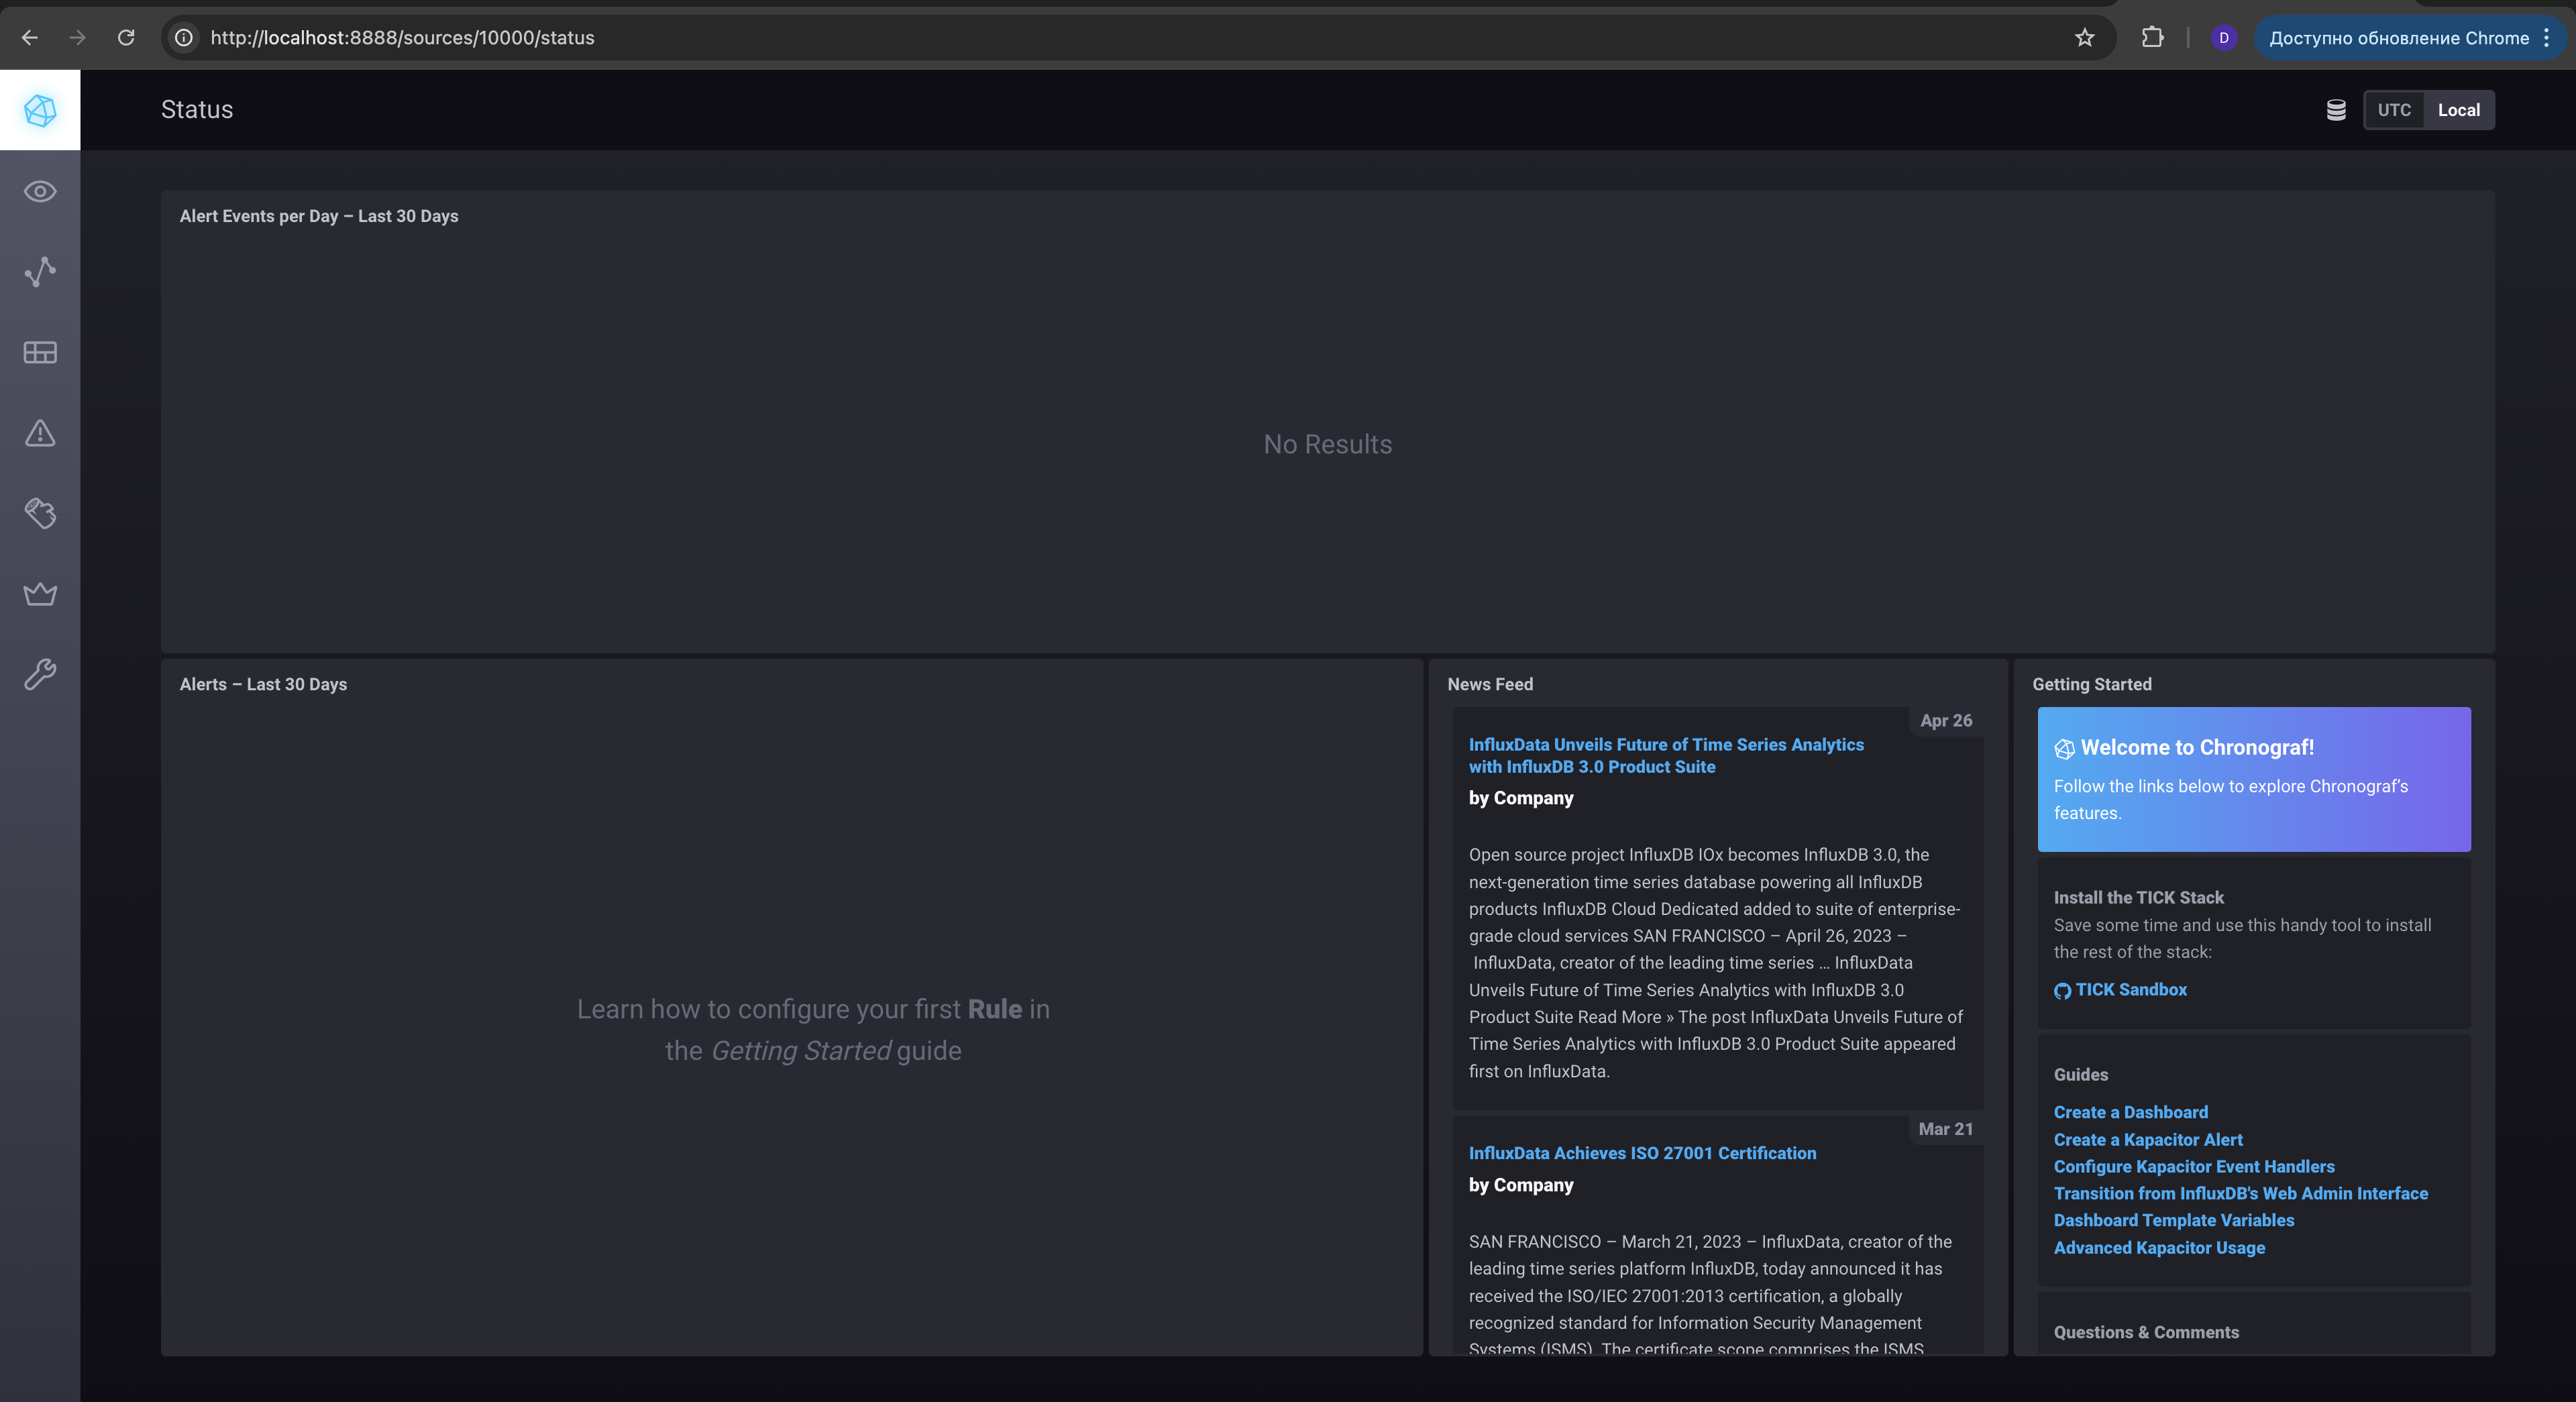 http://localhost:8888/sources/10000/status
D
Доступно обновление Chrome
Status
UTC
Local
Alert Events per Day – Last 30 Days
No Results
Alerts – Last 30 Days
Learn how to configure your first Rule in
the Getting Started guide
News Feed
Apr 26
InfluxData Unveils Future of Time Series Analytics
with InfluxDB 3.0 Product Suite
by Company
Open source project InfluxDB IOx becomes InfluxDB 3.0, the
next-generation time series database powering all InfluxDB
products InfluxDB Cloud Dedicated added to suite of enterprise-
grade cloud services SAN FRANCISCO – April 26, 2023 –
InfluxData, creator of the leading time series ... InfluxData
Unveils Future of Time Series Analytics with InfluxDB 3.0
Product Suite Read More » The post InfluxData Unveils Future of
Time Series Analytics with InfluxDB 3.0 Product Suite appeared
first on InfluxData.
Mar 21
InfluxData Achieves ISO 27001 Certification
by Company
SAN FRANCISCO – March 21, 2023 – InfluxData, creator of the
leading time series platform InfluxDB, today announced it has
received the ISO/IEC 27001:2013 certification, a globally
recognized standard for Information Security Management
Systems (ISMS). The certificate scope comprises the ISMS
Getting Started
Welcome to Chronograf!
Follow the links below to explore Chronograf's
features.
Install the TICK Stack
Save some time and use this handy tool to install
the rest of the stack:
TICK Sandbox
Guides
Create a Dashboard
Create a Kapacitor Alert
Configure Kapacitor Event Handlers
Transition from InfluxDB's Web Admin Interface
Dashboard Template Variables
Advanced Kapacitor Usage
Questions & Comments